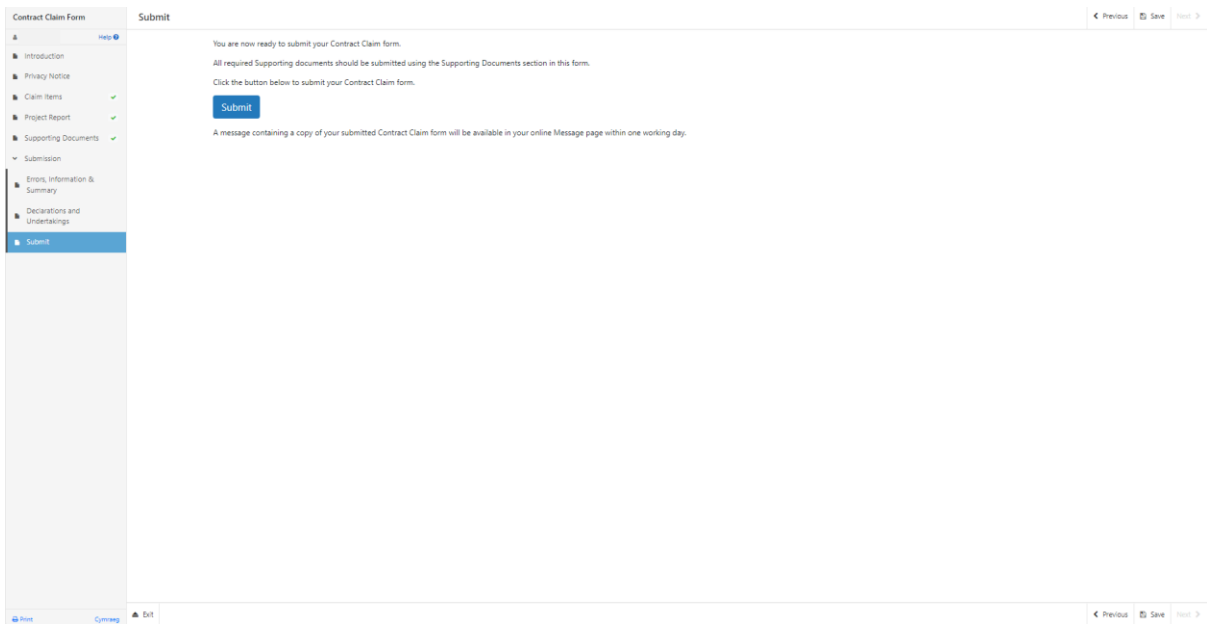 Contract Claim Form
Submit
Previous Save Next
Help
Introduction
Privacy Notice
Claim Items
Project Report
Supporting Documents
Submission
Errors, Information &
Summary
Declarations and
Undertakings
Submit
You are now ready to submit your Contract Claim form.
All required Supporting documents should be submitted using the Supporting Documents section in this form.
Click the button below to submit your Contract Claim form.
Submit
A message containing a copy of your submitted Contract Claim form will be available in your online Message page within one working day.
Print Cymraeg
Exit
Previous Save Next